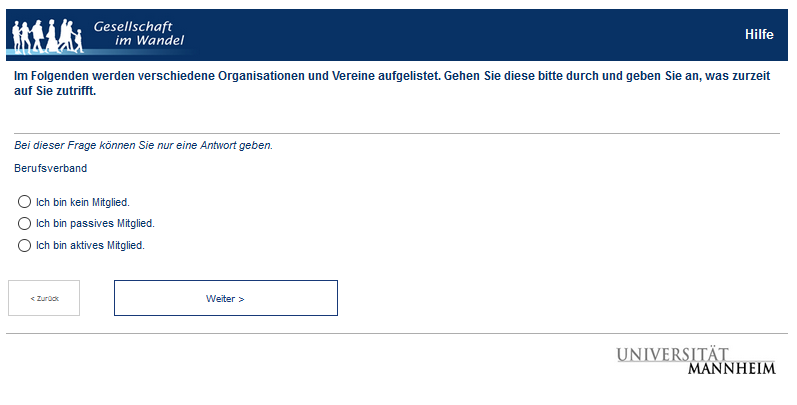 Gesellschaft
im Wandel
Hilfe
Im Folgenden werden verschiedene Organisationen und Vereine aufgelistet. Gehen Sie diese bitte durch und geben Sie an, was zurzeit
auf Sie zutrifft.
Bei dieser Frage können Sie nur eine Antwort geben.
Berufsverband
Ich bin kein Mitglied.
Ich bin passives Mitglied.
Ich bin aktives Mitglied.
< Zurück
Weiter >
UNIVERSITÄT
MANNHEIM